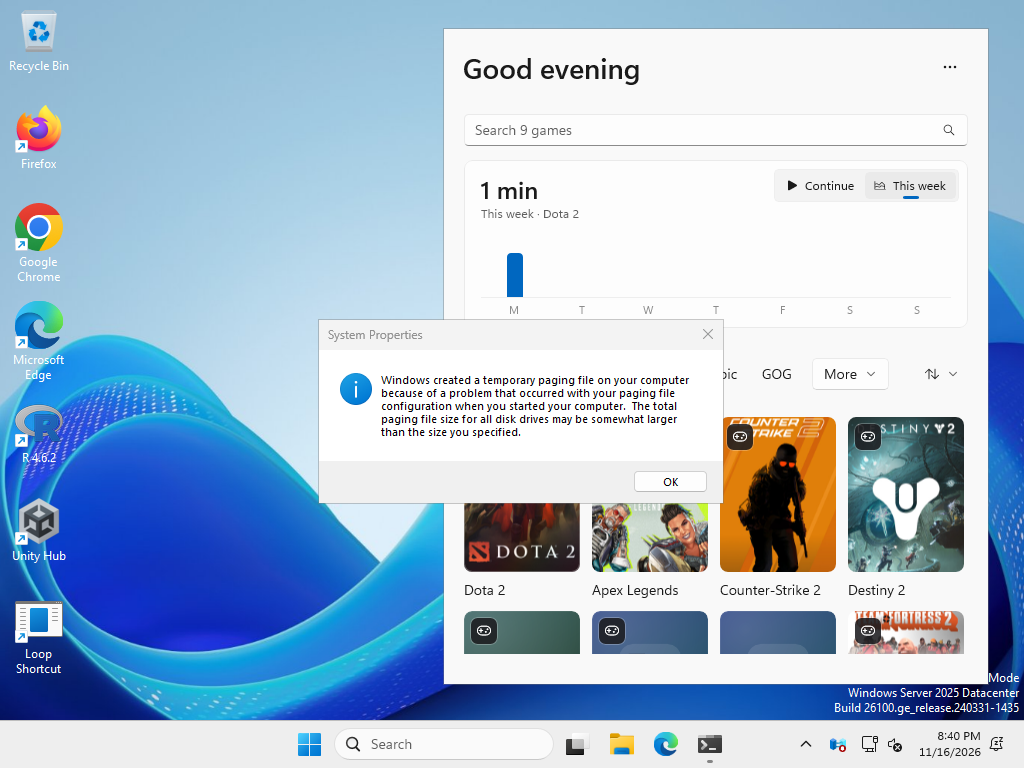 Recycle Bin
Firefox
Google
Chrome
Microsoft
Edge
R 4.6.2
Unity Hub
Loop
Shortcut
Good evening
Search 9 games
1 min
This week · Dota 2
Continue
This week
M T W T F S S
System Properties
Windows created a temporary paging file on your computer
because of a problem that occurred with your paging file
configuration when you started your computer. The total
paging file size for all disk drives may be somewhat larger
than the size you specified.
OK
GOG
More
DOTA 2
LEGENDS
STRIKE 2
DESTINY 2
Dota 2
Apex Legends
Counter-Strike 2
Destiny 2
TEAM FORTRESS 2
Mode
Windows Server 2025 Datacenter
Build 26100.ge_release.240331-1435
Search
8:40 PM
11/16/2026